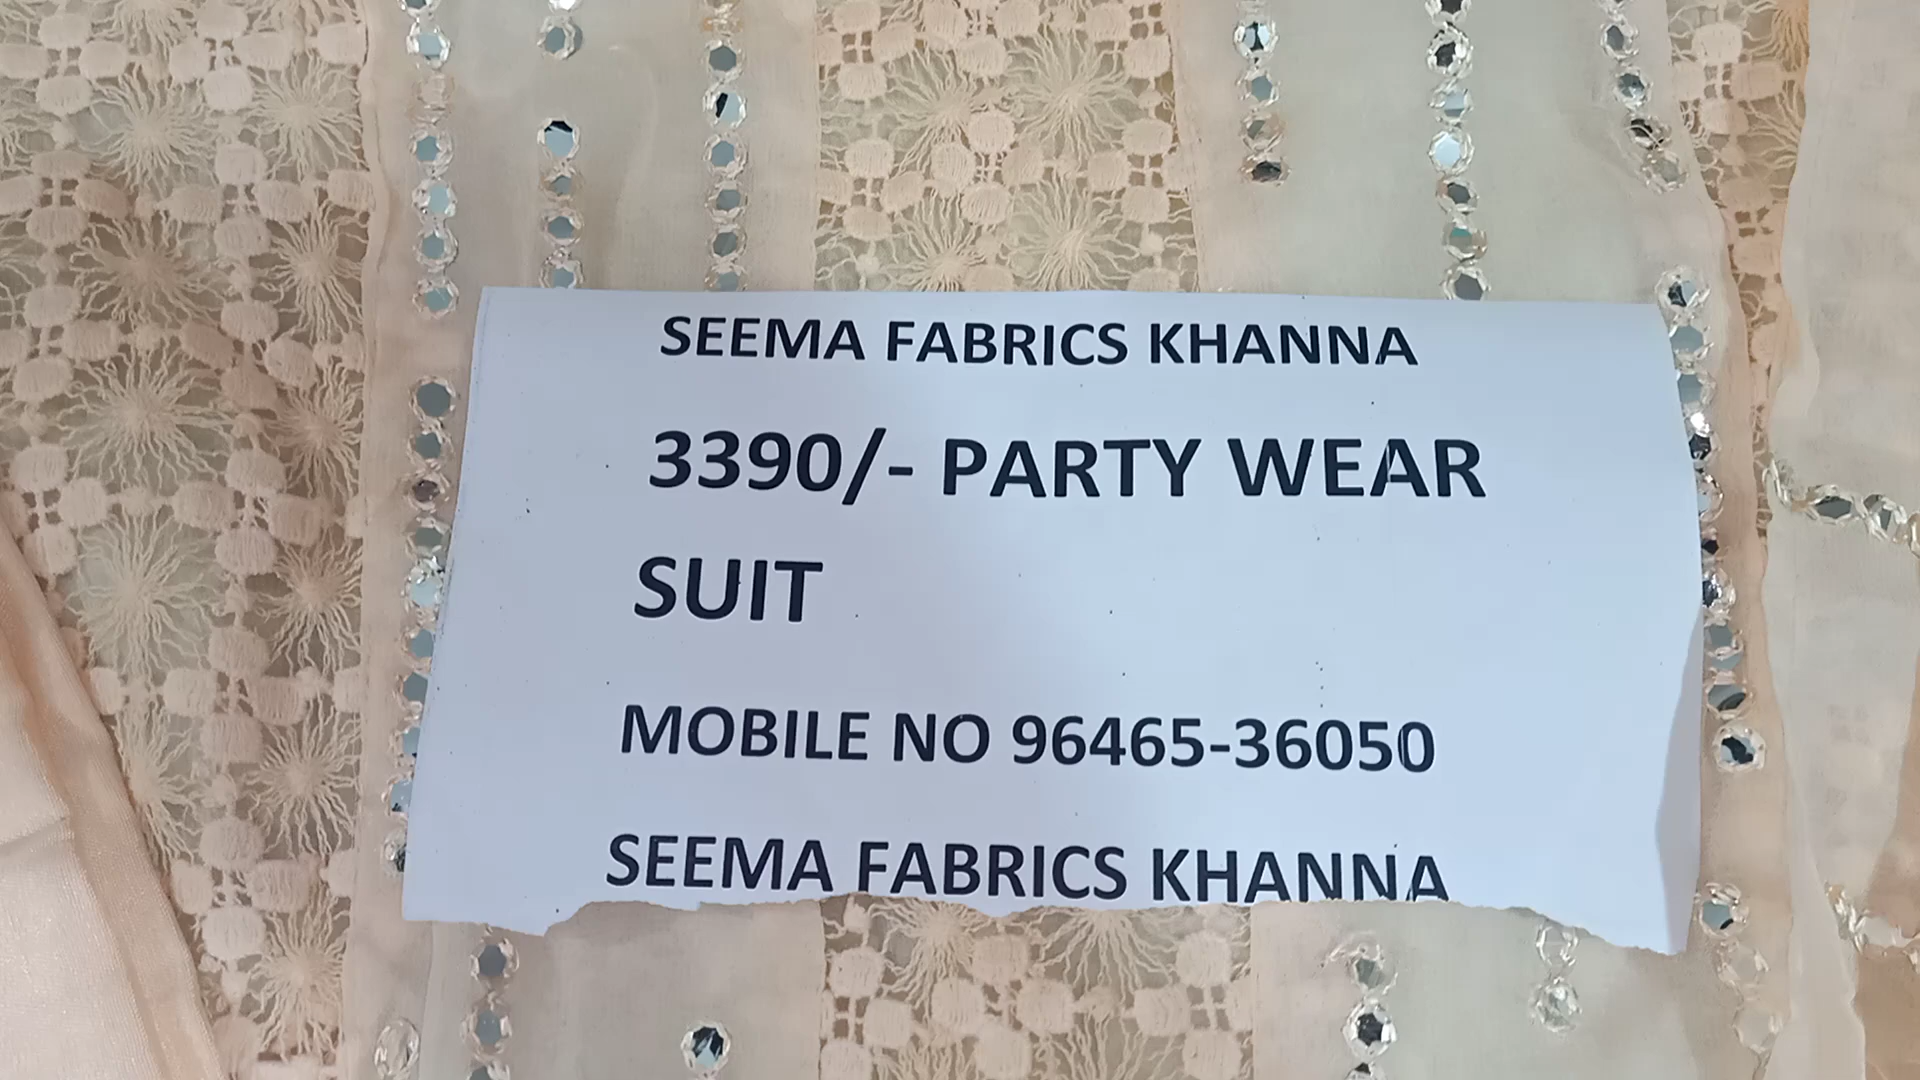 SEEMA FABRICS KHANNA
3390/- PARTY WEAR
SUIT
MOBILE NO 96465-36050
SEEMA FABRICS KHANNA